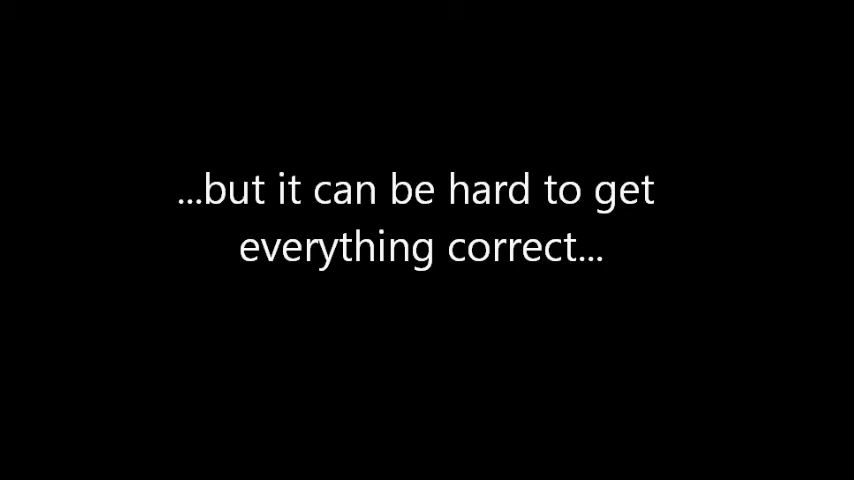 ...but it can be hard to get
everything correct...